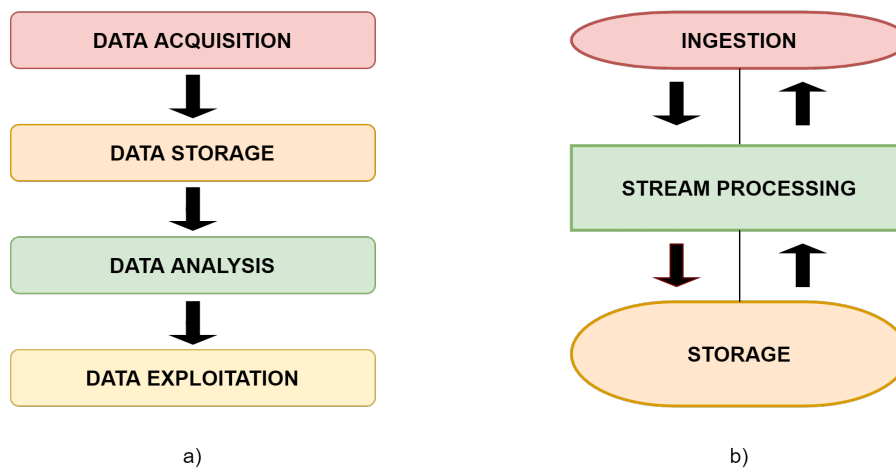 DATA ACQUISITION
DATA STORAGE
DATA ANALYSIS
DATA EXPLOITATION
a)
INGESTION
STREAM PROCESSING
STORAGE
b)